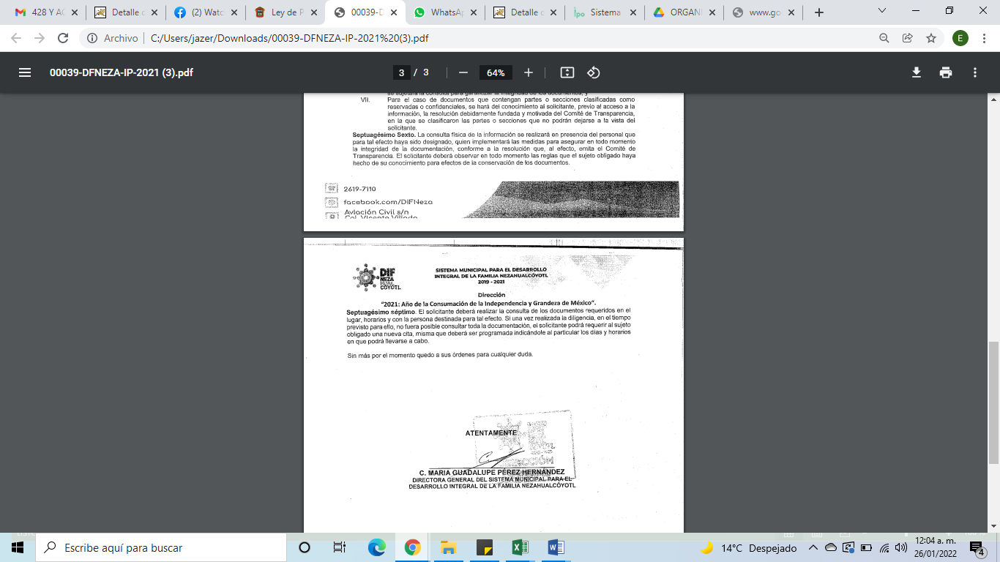 428 Y AC
Detalle c
(2) Watc
Ley de P
00039-D
WhatsAp
Detalle c
Sistema
ORGANI
www.go
Archivo
C:/Users/jazer/Downloads/00039-DFNEZA-IP-2021%20(3).pdf
E
00039-DFNEZA-IP-2021 (3).pdf
3 / 3
64%
se sujetará la consulta para garantizar la integridad de los documentos, y
VII. Para el caso de documentos que contengan partes o secciones clasificadas como
reservadas o confidenciales, se hará del conocimiento al solicitante, previo al acceso a la
información, la resolución debidamente fundada y motivada del Comité de Transparencia,
en la que se clasificaron las partes o secciones que no podrán dejarse a la vista del
solicitante.
Septuagésimo Sexto. La consulta física de la información se realizará en presencia del personal que
para tal efecto haya sido designado, quien implementará las medidas para asegurar en todo momento
la integridad de la documentación, conforme a la resolución que, al efecto, emita el Comité de
Transparencia. El solicitante deberá observar en todo momento las reglas que el sujeto obligado haya
hecho de su conocimiento para efectos de la conservación de los documentos.
2619-7110
facebook.com/DiFNeza
Aviación Civil s/n
Col. Vicente Villada
DIF
NEZA
HUAL
CÓYOTL
SISTEMA MUNICIPAL PARA EL DESARROLLO
INTEGRAL DE LA FAMILIA NEZAHUALCÓYOTL
2019 - 2021
Dirección
"2021: Año de la Consumación de la Independencia y Grandeza de México".
Septuagésimo séptimo. El solicitante deberá realizar la consulta de los documentos requeridos en el
lugar, horarios y con la persona destinada para tal efecto. Si una vez realizada la diligencia, en el tiempo
previsto para ello, no fuera posible consultar toda la documentación, el solicitante podrá requerir al sujeto
obligado una nueva cita, misma que deberá ser programada indicándole al particular los días y horarios
en que podrá llevarse a cabo.
Sin más por el momento quedo a sus órdenes para cualquier duda.
ATENTAMENTE
C. MARIA GUADALUPE PÉREZ HERNÁNDEZ
DIRECTORA GENERAL DEL SISTEMA MUNICIPAL PARA EL
DESARROLLO INTEGRAL DE LA FAMILIA NEZAHUALCÓYOTL
Escribe aquí para buscar
14°C Despejado
12:04 a. m.
26/01/2022
4